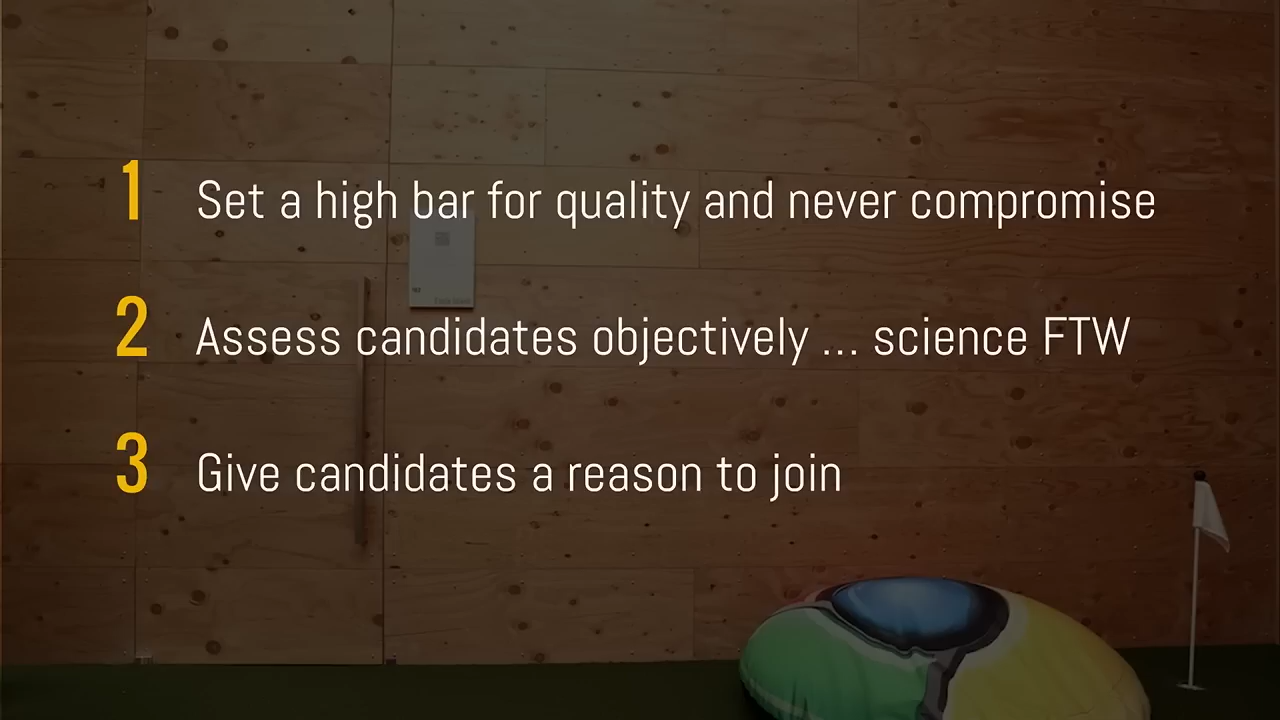 1 Set a high bar for quality and never compromise
2 Assess candidates objectively ... science FTW
3 Give candidates a reason to join